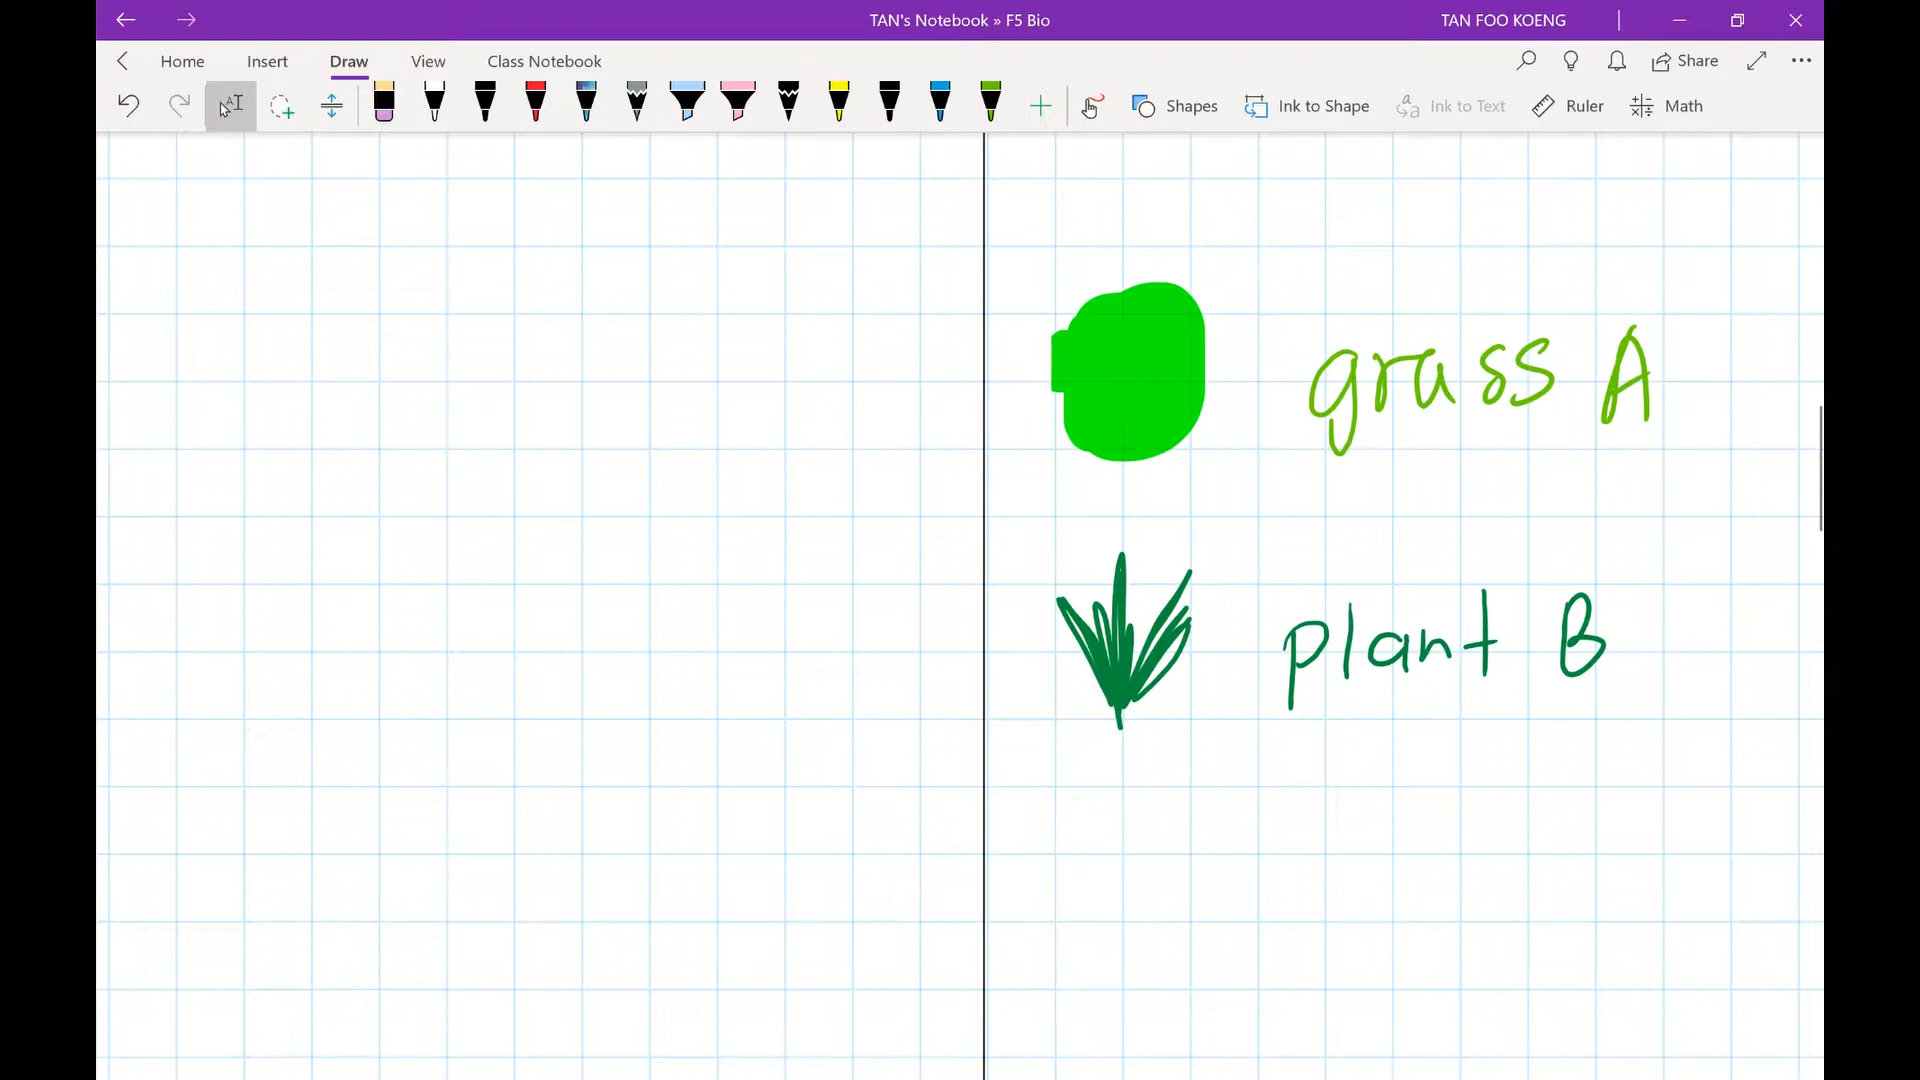 TAN's Notebook » F5 Bio
TAN FOO KOENG
Home Insert Draw View Class Notebook
Share
Shapes Ink to Shape Ink to Text Ruler Math
grass A
plant B